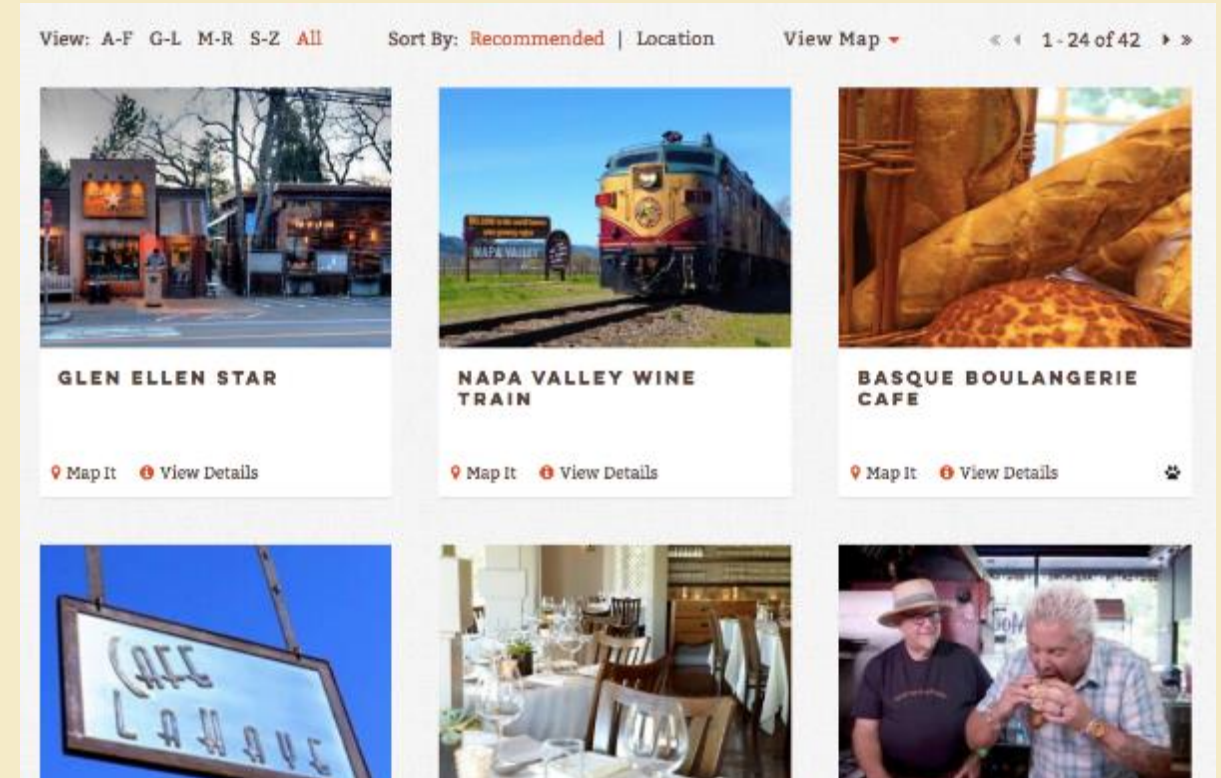 View: A-F G-L M-R S-Z All Sort By: Recommended | Location View Map 1 - 24 of 42
GLEN ELLEN STAR
NAPA VALLEY WINE
TRAIN
BASQUE BOULANGERIE
CAFE
NAPA VALLEY
Map It View Details
Map It View Details
Map It View Details
CAFE
LAHAYE